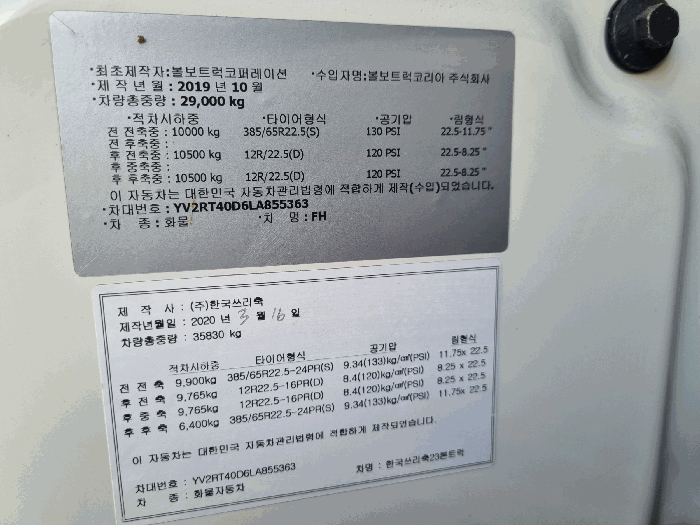 ·최초제작자:볼보트럭코퍼레이션 ·수입자명:볼보트럭코리아 주식회사
·제 작 년 월 : 2019 년 10 월
·차량총중량 : 29,000 kg
·적차시하중 ·타이어형식 ·공기압 ·림형식
전 전축중 : 10000 kg 385/65R22.5(S) 130 PSI 22.5-11.75 "
전 후축중 :
후 전축중 : 10500 kg 12R/22.5(D) 120 PSI 22.5-8.25 "
후 중축중 :
후 후축중 : 10500 kg 12R/22.5(D) 120 PSI 22.5-8.25 "
이 자동차는 대한민국 자동차관리법령에 적합하게 제작(수입)되었습니다.
·차대번호 : YV2RT40D6LA855363
·차 종 : 화물 ·차 명 : FH
제 작 사 : (주)한국쓰리축
제작년월일 : 2020 년 3 월 16 일
차량총중량 : 35830 kg
적차시하중 타이어형식 공기압 림형식
전 전 축 9,900kg 385/65R22.5-24PR(S) 9.34(133)kg/㎠(PSI) 11.75x 22.5
후 전 축 9,765kg 12R22.5-16PR(D) 8.4(120)kg/㎠(PSI) 8.25 x 22.5
후 중 축 9,765kg 12R22.5-16PR(D) 8.4(120)kg/㎠(PSI) 8.25 x 22.5
후 후 축 6,400kg 385/65R22.5-24PR(S) 9.34(133)kg/㎠(PSI) 11.75x 22.5
이 자동차는 대한민국 자동차관리법령에 적합하게 제작되었습니다.
차대번호 : YV2RT40D6LA855363 차명 : 한국쓰리축23톤트럭
차 종 : 화물자동차